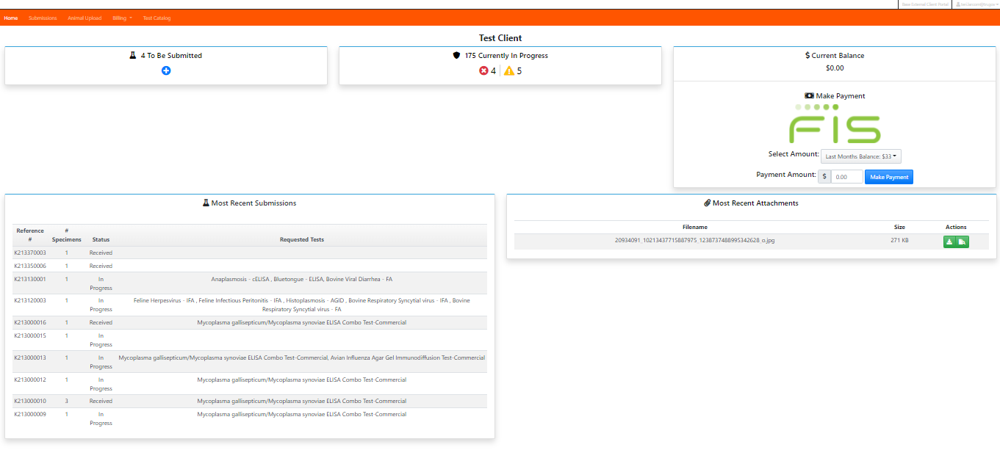 Base External Client Portal
Home Submissions Animal Upload Billing Test Catalog
Test Client
4 To Be Submitted
175 Currently In Progress
4 5
$ Current Balance
$0.00
Make Payment
FIS
Select Amount: Last Months Balance: $33
Payment Amount: $ 0.00 Make Payment
Most Recent Submissions
Reference # # Specimens Status Requested Tests
K213370003 1 Received
K213350006 1 Received
K213130001 1 In Progress Anaplasmosis - cELISA , Bluetongue - ELISA, Bovine Viral Diarrhea - FA
K213120003 1 In Progress Feline Herpesvirus - IFA , Feline Infectious Peritonitis - IFA , Histoplasmosis - AGID , Bovine Respiratory Syncytial virus - IFA , Bovine
Respiratory Syncytial virus - FA
K213000016 1 Received Mycoplasma gallisepticum/Mycoplasma synoviae ELISA Combo Test-Commercial
K213000015 1 In Progress
K213000013 1 In Progress Mycoplasma gallisepticum/Mycoplasma synoviae ELISA Combo Test-Commercial, Avian Influenza Agar Gel Immunodiffusion Test-Commercial
K213000012 1 In Progress Mycoplasma gallisepticum/Mycoplasma synoviae ELISA Combo Test-Commercial
K213000010 3 Received Mycoplasma gallisepticum/Mycoplasma synoviae ELISA Combo Test-Commercial
K213000009 1 In Progress Mycoplasma gallisepticum/Mycoplasma synoviae ELISA Combo Test-Commercial
Most Recent Attachments
Filename Size Actions
20934091_10213437715887975_1238737488995342628_o.jpg 271 KB